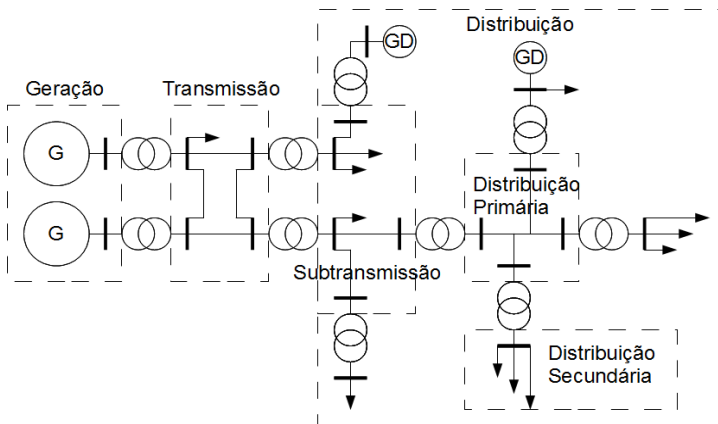 Distribuição
GD
GD
Geração
Transmissão
G
Distribuição
Primária
G
Subtransmissão
Distribuição
Secundária